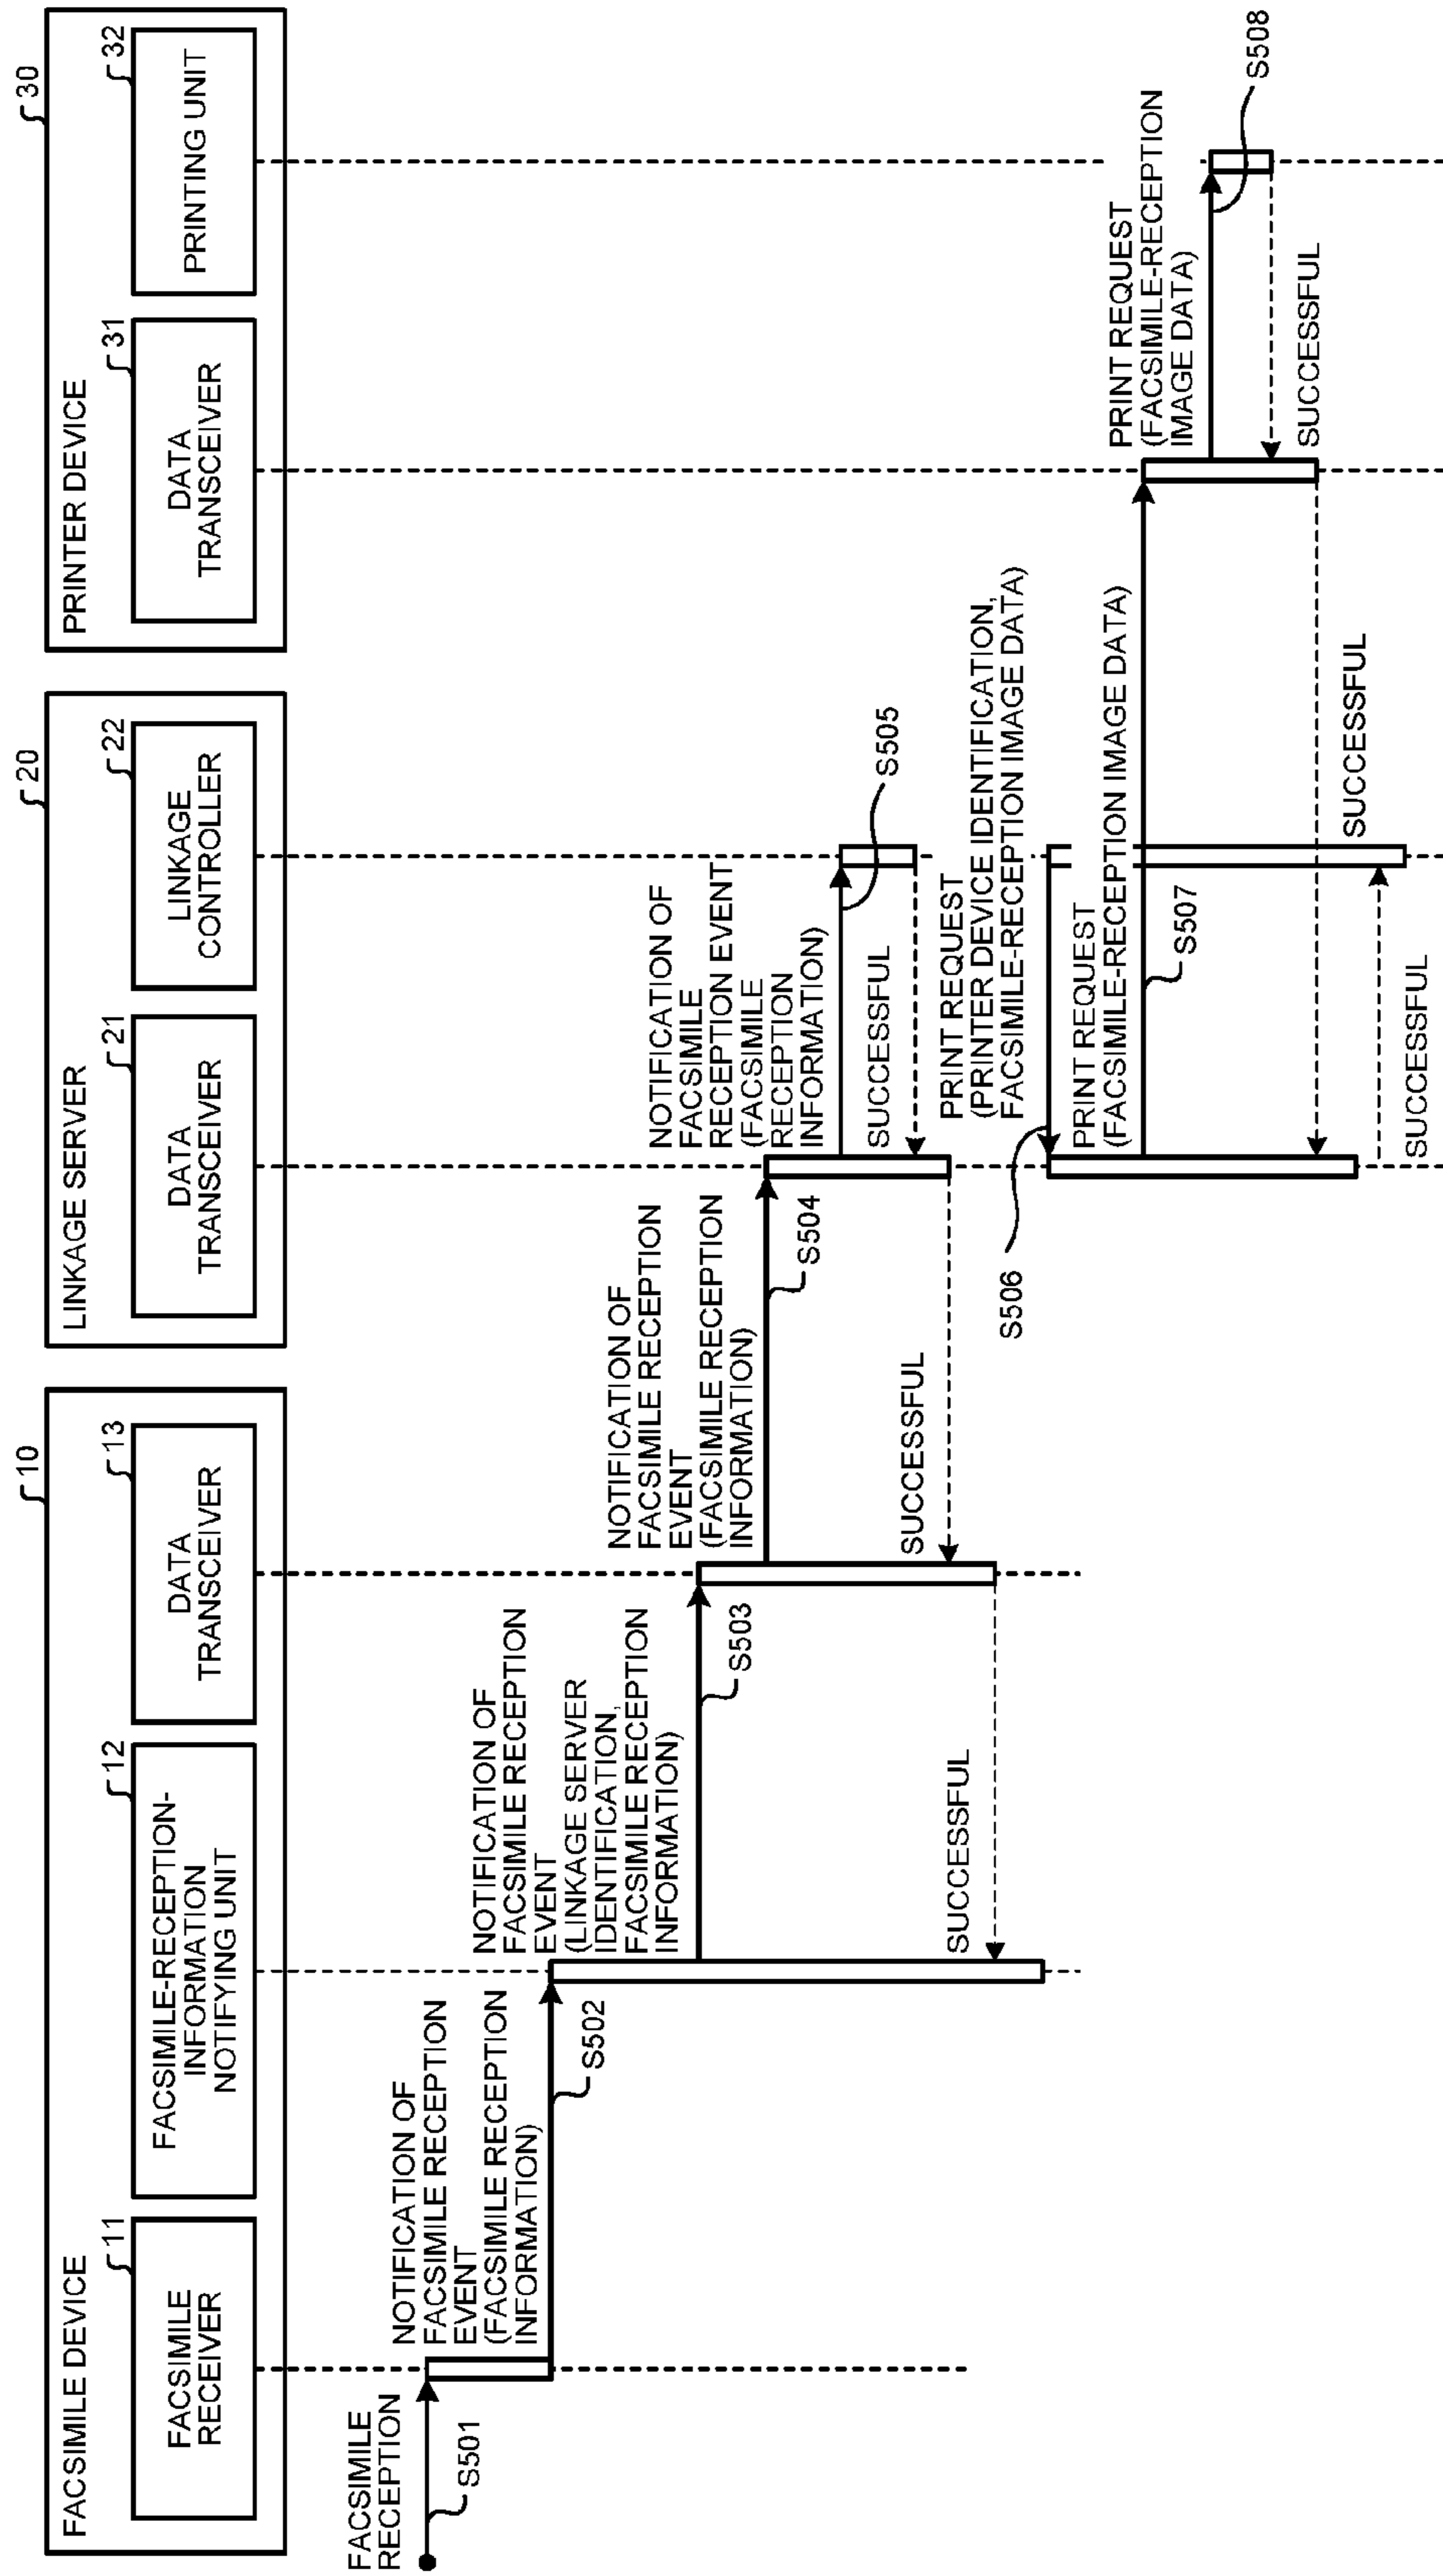 FACSIMILE DEVICE
10
FACSIMILE
RECEIVER
11
FACSIMILE-RECEPTION-
INFORMATION
NOTIFYING UNIT
12
DATA
TRANSCEIVER
13
LINKAGE SERVER
20
DATA
TRANSCEIVER
21
LINKAGE
CONTROLLER
22
PRINTER DEVICE
30
DATA
TRANSCEIVER
31
PRINTING UNIT
32
FACSIMILE
RECEPTION
S501
NOTIFICATION OF
FACSIMILE RECEPTION
EVENT
(FACSIMILE RECEPTION
INFORMATION)
S502
NOTIFICATION OF
FACSIMILE RECEPTION
EVENT
(LINKAGE SERVER
IDENTIFICATION,
FACSIMILE RECEPTION
INFORMATION)
S503
NOTIFICATION OF
FACSIMILE RECEPTION
EVENT
(FACSIMILE RECEPTION
INFORMATION)
S504
NOTIFICATION OF
FACSIMILE
RECEPTION EVENT
(FACSIMILE
RECEPTION
INFORMATION)
S505
SUCCESSFUL
SUCCESSFUL
SUCCESSFUL
PRINT REQUEST
(PRINTER DEVICE IDENTIFICATION,
FACSIMILE-RECEPTION IMAGE DATA)
S506
PRINT REQUEST
(FACSIMILE-RECEPTION IMAGE DATA)
S507
PRINT REQUEST
(FACSIMILE-RECEPTION
IMAGE DATA)
S508
SUCCESSFUL
SUCCESSFUL
SUCCESSFUL